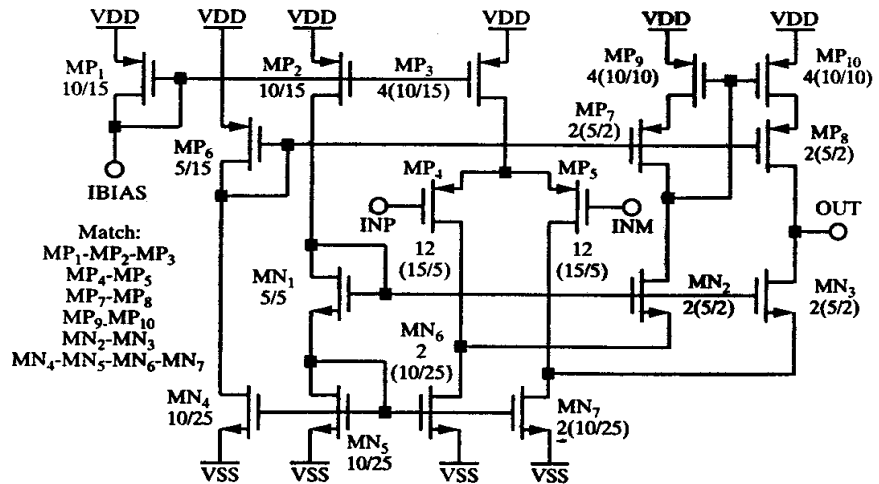 VDD
VDD
VDD
VDD
VDD
VDD
MP1
10/15
MP2
10/15
MP3
4(10/15)
MP9
4(10/10)
MP10
4(10/10)
MP7
2(5/2)
MP8
2(5/2)
MP6
5/15
IBIAS
MP4
MP5
INP
INM
OUT
12
(15/5)
12
(15/5)
Match:
MP1-MP2-MP3
MP4-MP5
MP7-MP8
MP9-MP10
MN2-MN3
MN4-MN5-MN6-MN7
MN1
5/5
MN2
2(5/2)
MN3
2(5/2)
MN6
2
(10/25)
MN4
10/25
MN5
10/25
MN7
2(10/25)
VSS
VSS
VSS
VSS